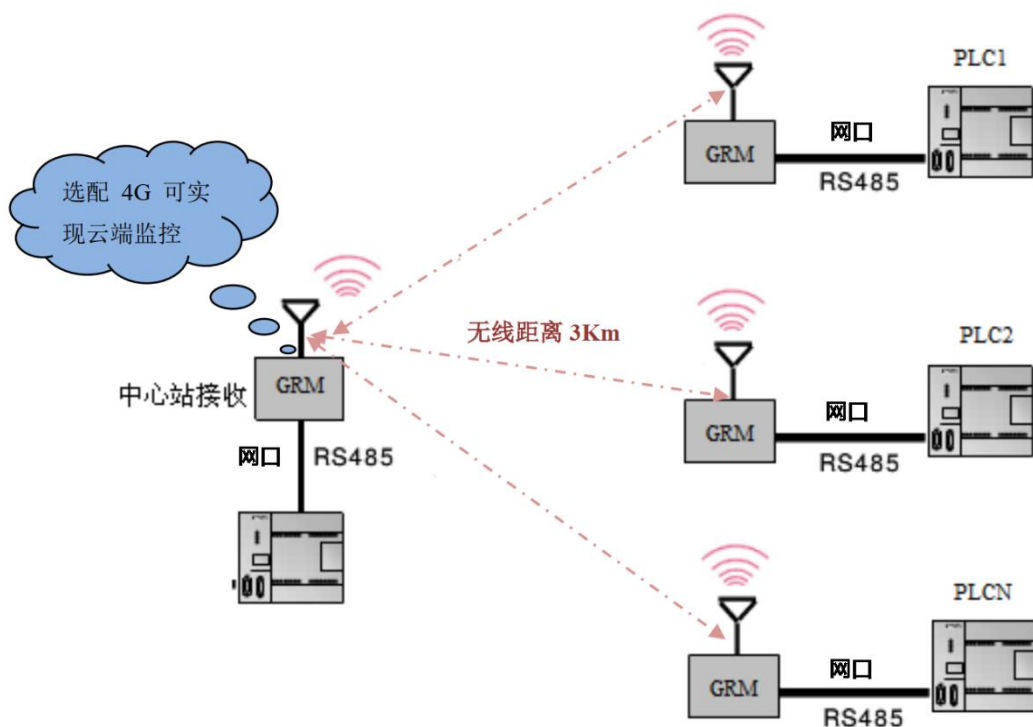 PLC1
网口
GRM
RS485
选配 4G 可实
现云端监控
无线距离 3Km
PLC2
中心站接收
GRM
网口
RS485
网口
GRM
RS485
PLCN
网口
GRM
RS485